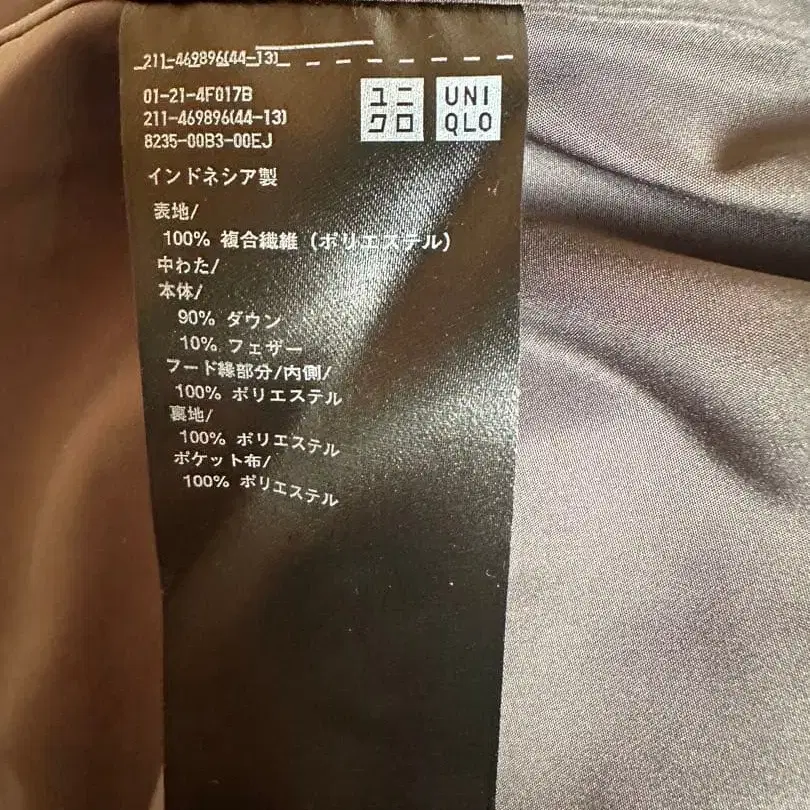 211-469896(44-13)
01-21-4F017B
211-469896(44-13)
8235-00B3-00EJ
ユニ
クロ
UNI
QLO
インドネシア製
表地/
100% 複合繊維（ポリエステル）
中わた/
本体/
90% ダウン
10% フェザー
フード縁部分/内側/
100% ポリエステル
裏地/
100% ポリエステル
ポケット布/
100% ポリエステル